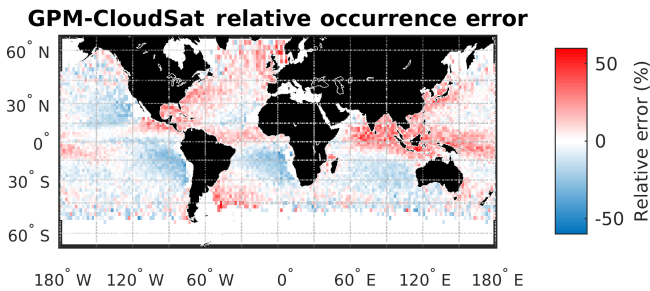 GPM-CloudSat relative occurrence error
60° N
30° N
0°
30° S
60° S
180° W 120° W 60° W 0° 60° E 120° E 180° E
50
0
-50
Relative error (%)